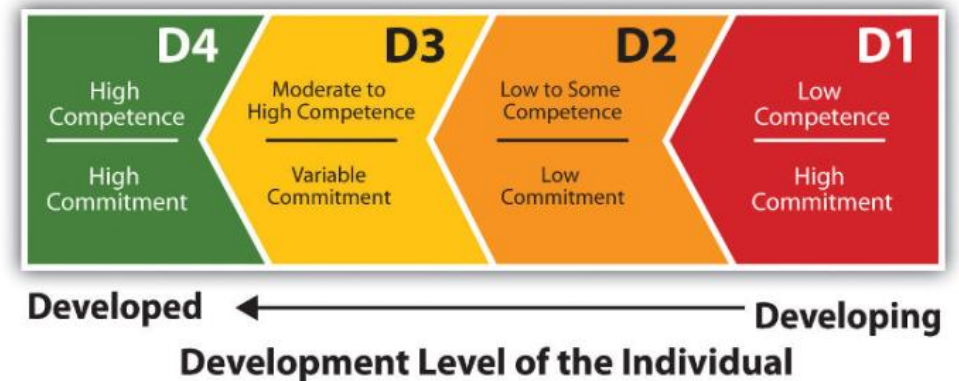 D4
High
Competence
High
Commitment
D3
Moderate to
High Competence
Variable
Commitment
D2
Low to Some
Competence
Low
Commitment
D1
Low
Competence
High
Commitment
Developed
Developing
Development Level of the Individual